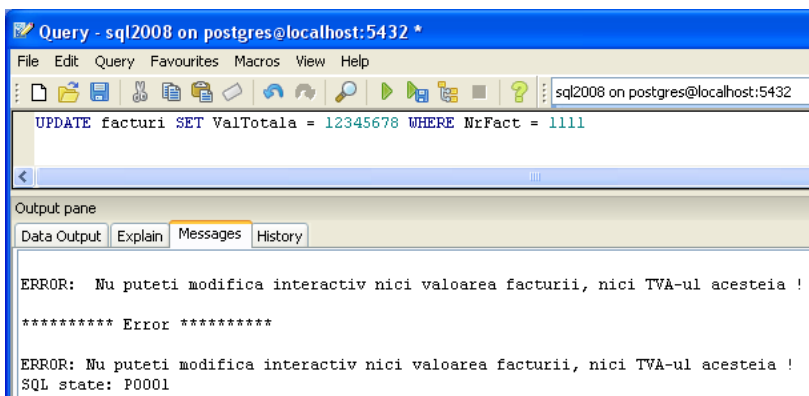 Query - sql2008 on postgres@localhost:5432 *
File Edit Query Favourites Macros View Help
sql2008 on postgres@localhost:5432
UPDATE facturi SET ValTotala = 12345678 WHERE NrFact = 1111
Output pane
Data Output Explain Messages History
ERROR:  Nu puteti modifica interactiv nici valoarea facturii, nici TVA-ul acesteia !
********** Error **********
ERROR: Nu puteti modifica interactiv nici valoarea facturii, nici TVA-ul acesteia !
SQL state: P0001